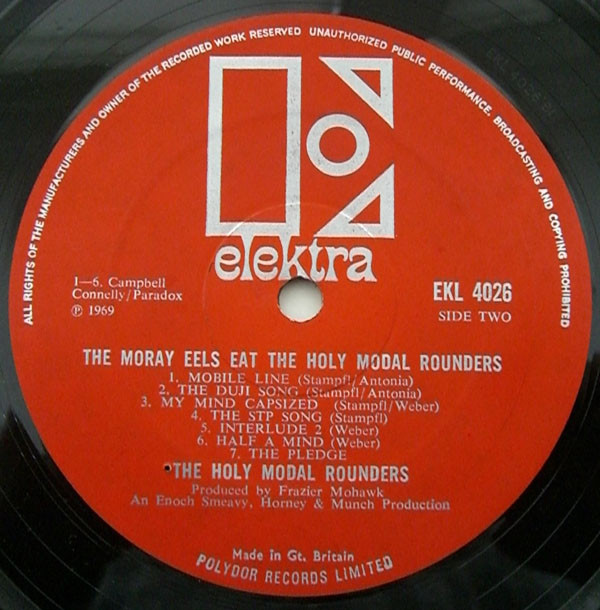 ALL RIGHTS OF THE MANUFACTURERS AND OWNER OF THE RECORDED WORK RESERVED UNAUTHORIZED PUBLIC PERFORMANCE, BROADCASTING AND COPYING PROHIBITED
elektra
1—6. Campbell
Connelly/Paradox
℗ 1969
EKL 4026
SIDE TWO
THE MORAY EELS EAT THE HOLY MODAL ROUNDERS
1. MOBILE LINE (Stampfl/Antonia)
2. THE DUJI SONG (Stampfl/Antonia)
3. MY MIND CAPSIZED (Stampfl/Weber)
4. THE STP SONG (Stampfl)
5. INTERLUDE 2 (Weber)
6. HALF A MIND (Weber)
7. THE PLEDGE
THE HOLY MODAL ROUNDERS
Produced by Frazier Mohawk
An Enoch Smeavy, Horney & Munch Production
Made in Gt. Britain
POLYDOR RECORDS LIMITED